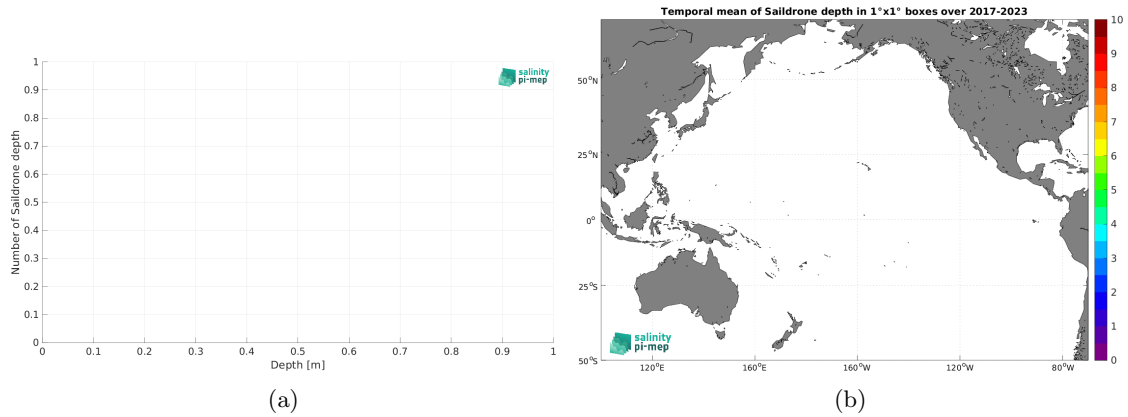 Temporal mean of Saildrone depth in 1°x1° boxes over 2017-2023
salinity
pi-mep
Number of Saildrone depth
1
0.9
0.8
0.7
0.6
0.5
0.4
0.3
0.2
0.1
0
0 0.1 0.2 0.3 0.4 0.5 0.6 0.7 0.8 0.9 1
Depth [m]
(a)
50°N
25°N
0°
25°S
50°S
120°E 160°E 160°W 120°W 80°W
salinity
pi-mep
10
9
8
7
6
5
4
3
2
1
0
(b)